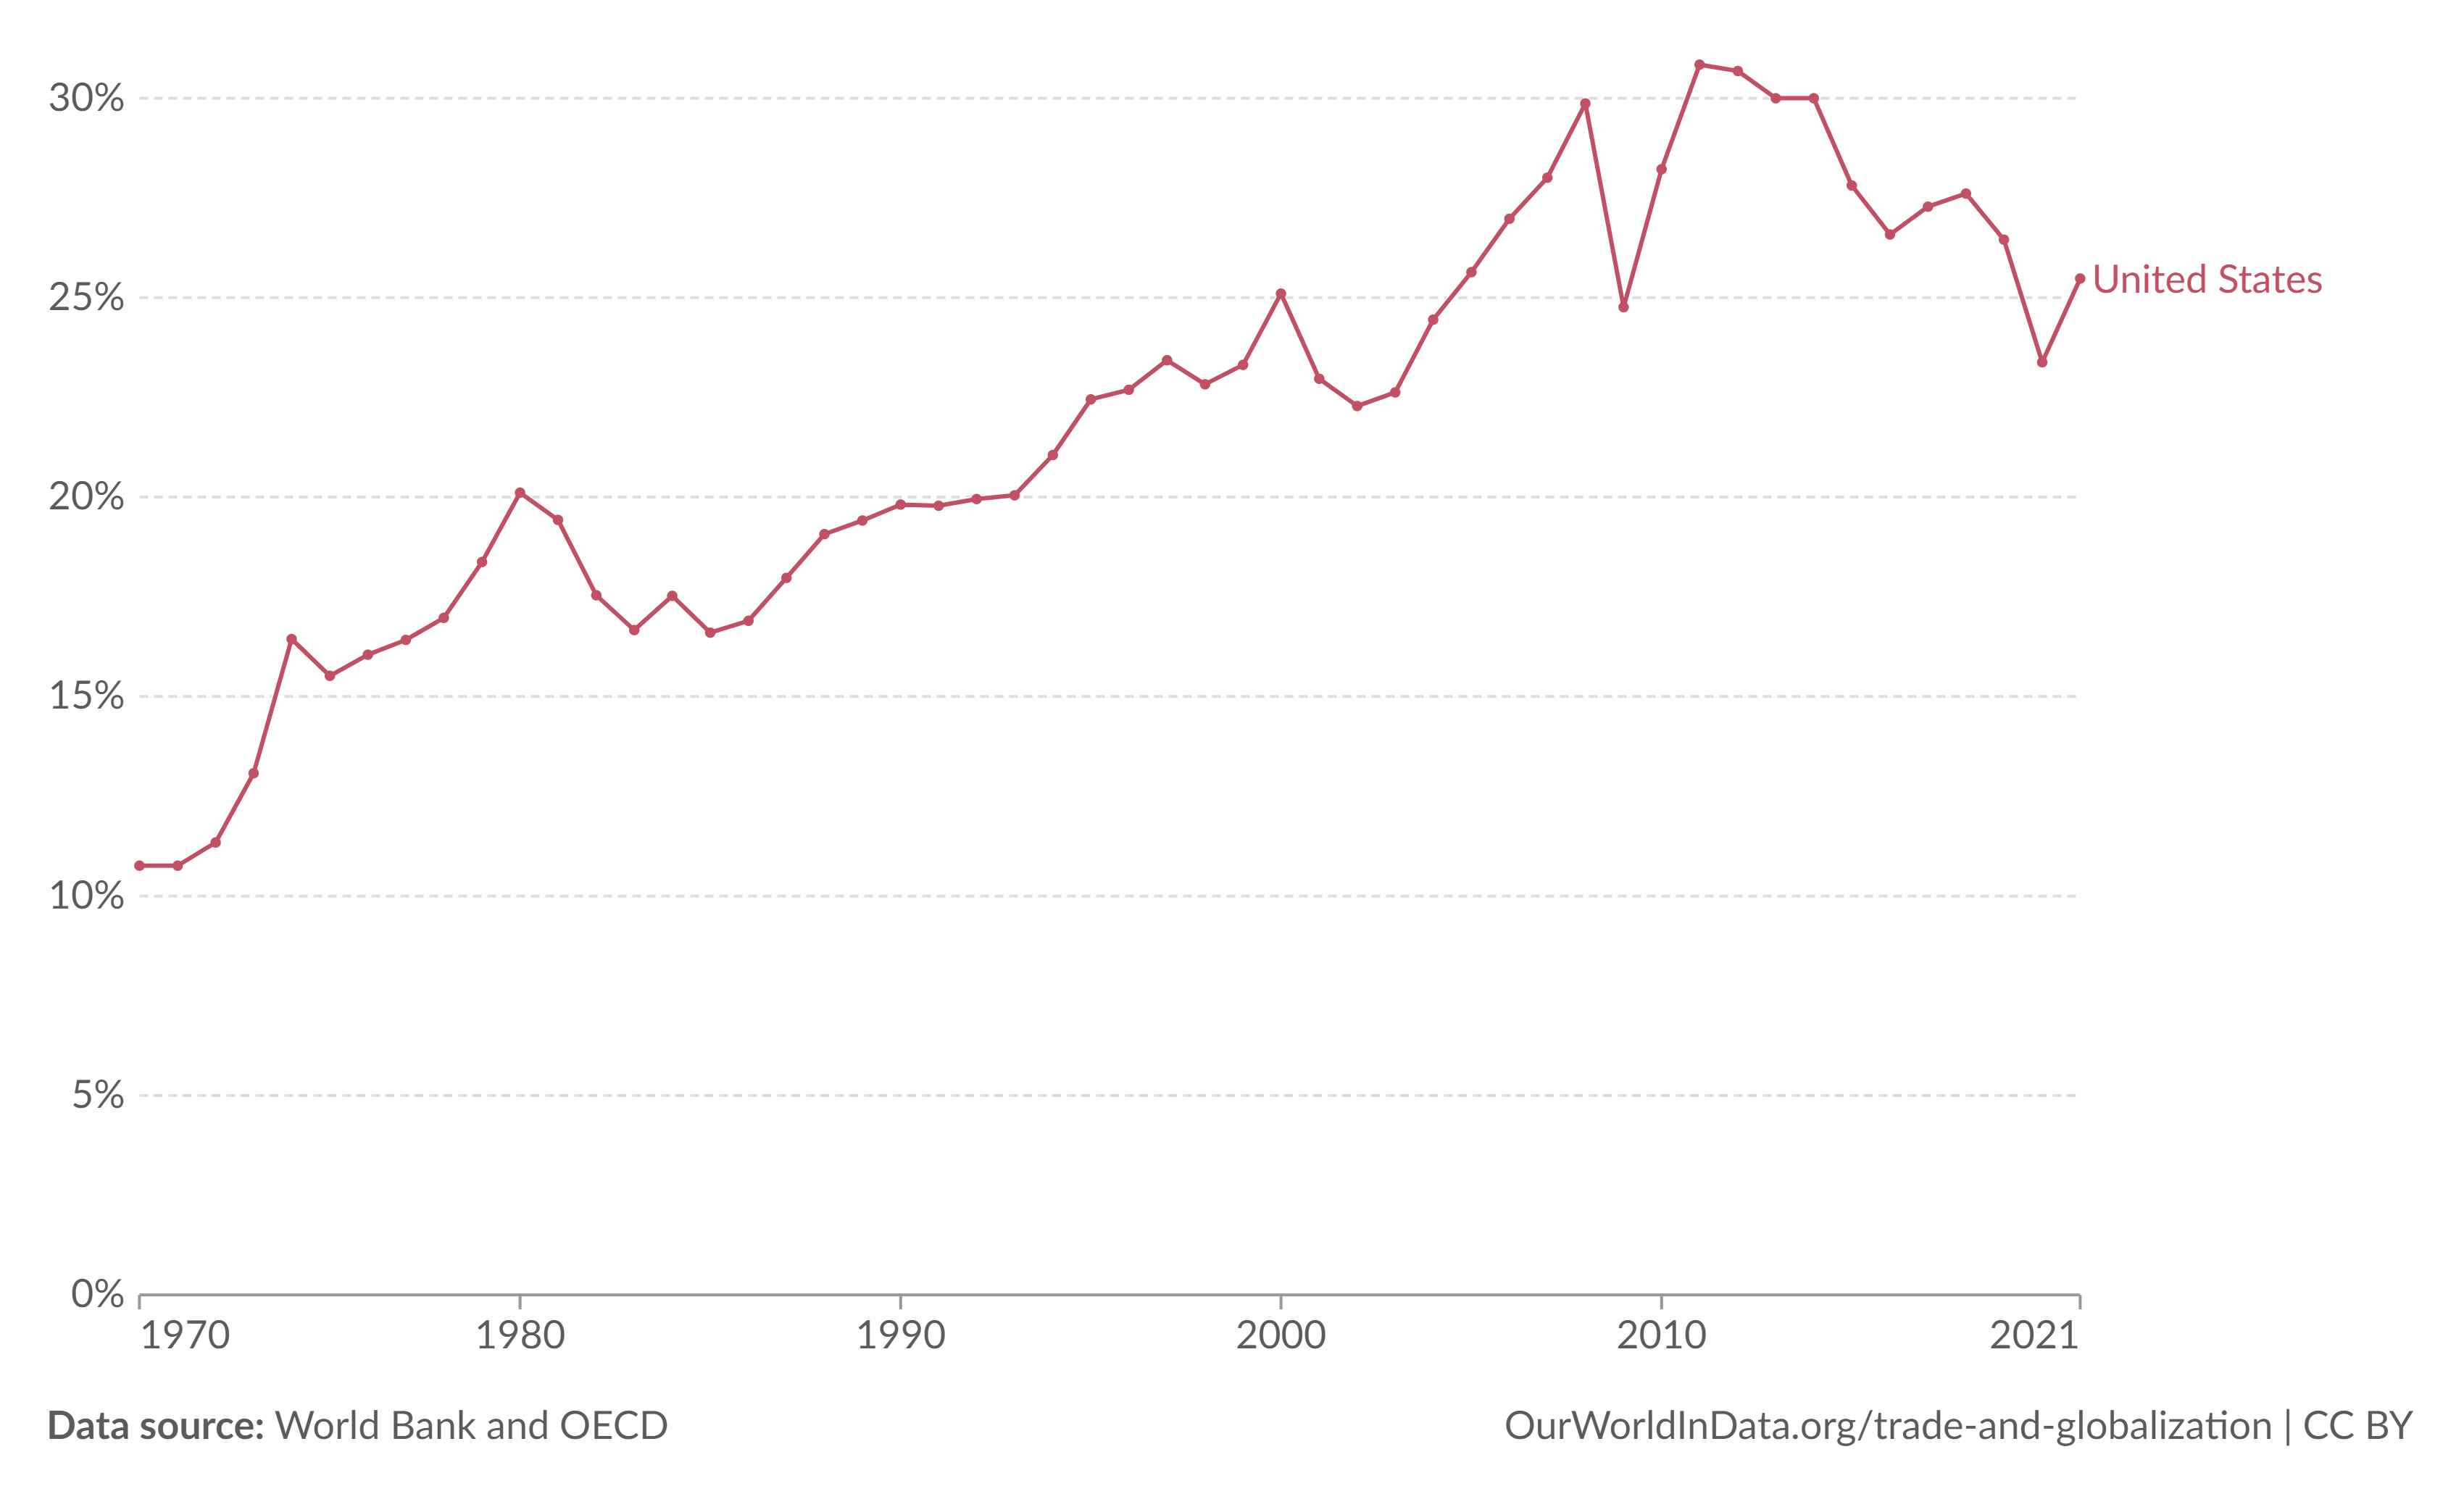 30%
25%
United States
20%
15%
10%
5%
0%
1970 1980 1990 2000 2010 2021
Data source: World Bank and OECD
OurWorldInData.org/trade-and-globalization | CC BY